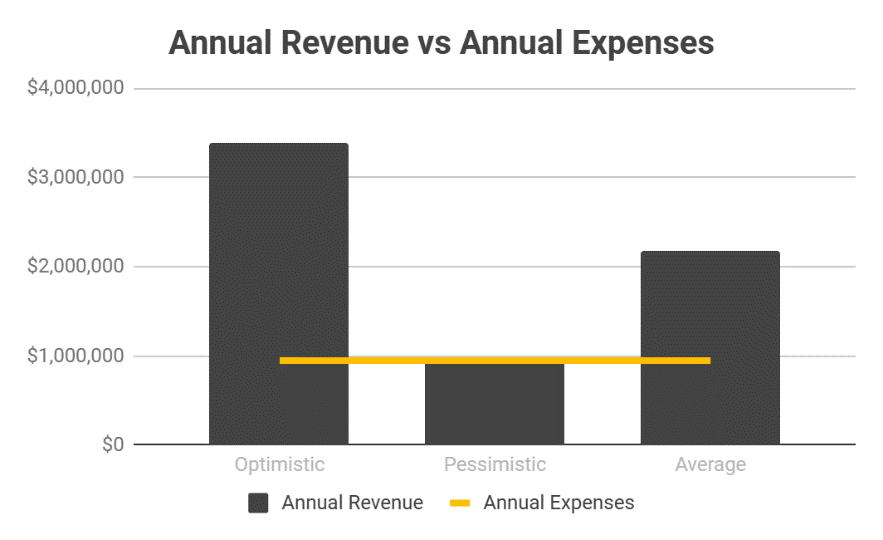 Annual Revenue vs Annual Expenses
$4,000,000
$3,000,000
$2,000,000
$1,000,000
$0
Optimistic Pessimistic Average
Annual Revenue Annual Expenses